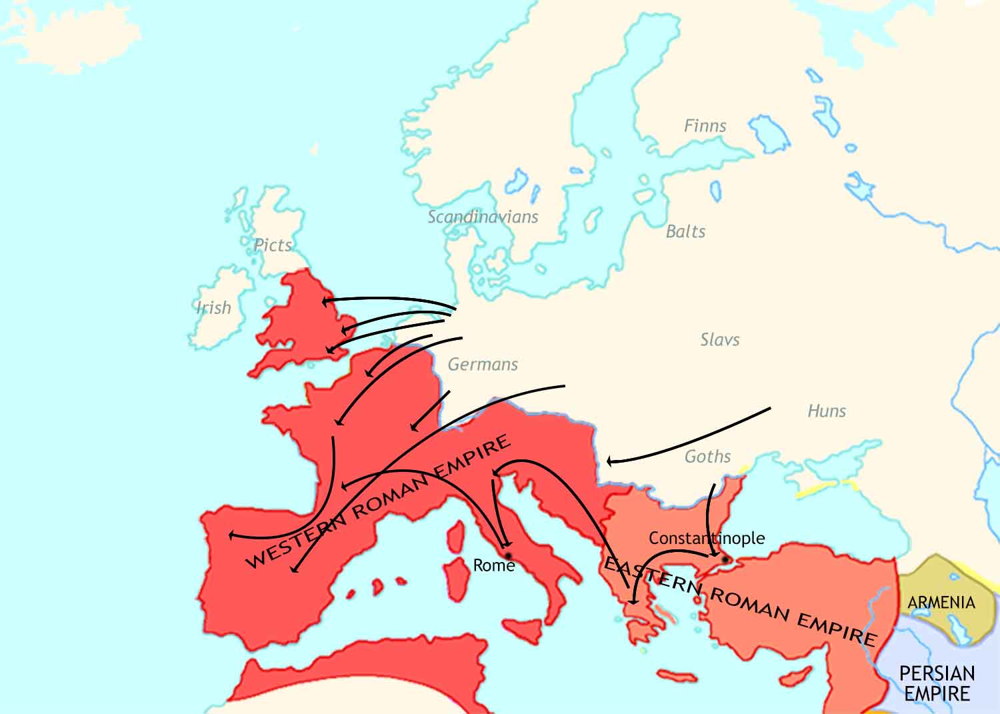 Finns
Scandinavians
Balts
Picts
Irish
Slavs
Germans
Huns
Goths
WESTERN ROMAN EMPIRE
Constantinople
Rome
EASTERN ROMAN EMPIRE
ARMENIA
PERSIAN
EMPIRE